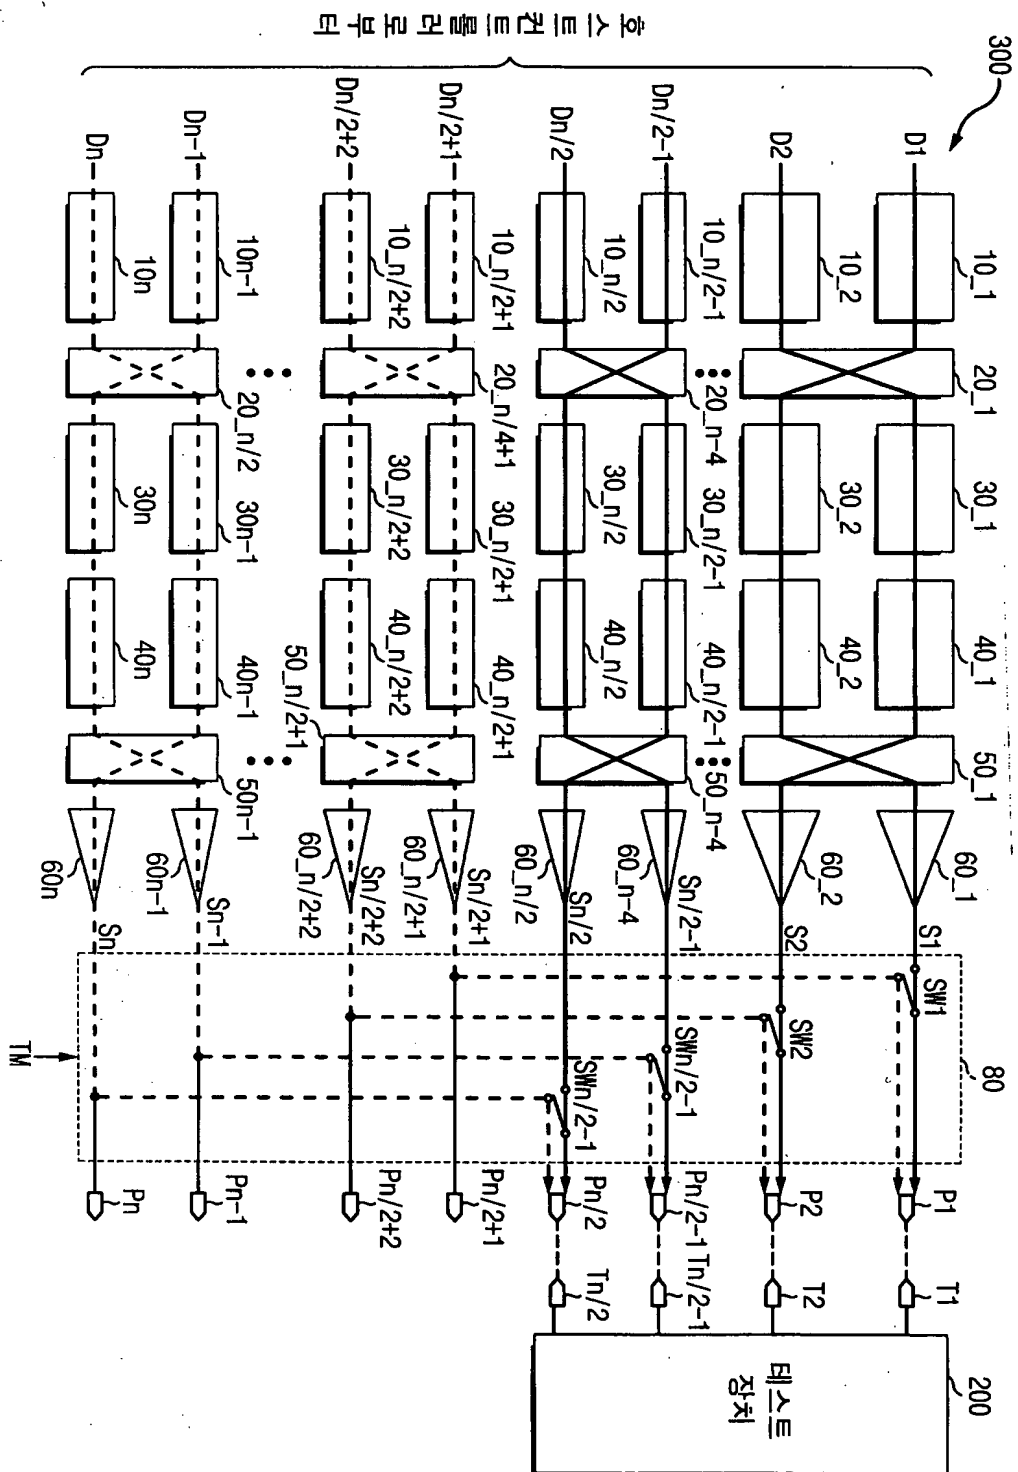 300
호스트컨트롤러로부터
D1
D2
Dn/2-1
Dn/2
Dn/2+1
Dn/2+2
Dn-1
Dn
10_1
10_2
10_n/2-1
10_n/2
10_n/2+1
10_n/2+2
10n-1
10n
20_1
20_n-4
20_n/4+1
20_n/2
30_1
30_2
30_n/2-1
30_n/2
30_n/2+1
30_n/2+2
30n-1
30n
40_1
40_2
40_n/2-1
40_n/2
40_n/2+1
40_n/2+2
40n-1
40n
50_1
50_n-4
50_n/2+1
50n-1
60_1
60_2
60_n-4
60_n/2
60_n/2+1
60_n/2+2
60n-1
60n
S1
S2
Sn/2-1
Sn/2
Sn/2+1
Sn/2+2
Sn-1
Sn
SW1
SW2
SWn/2-1
SWn/2-1
80
TM
P1
P2
Pn/2-1
Pn/2
Pn/2+1
Pn/2+2
Pn-1
Pn
T1
T2
Tn/2-1
Tn/2
200
테스트
장치